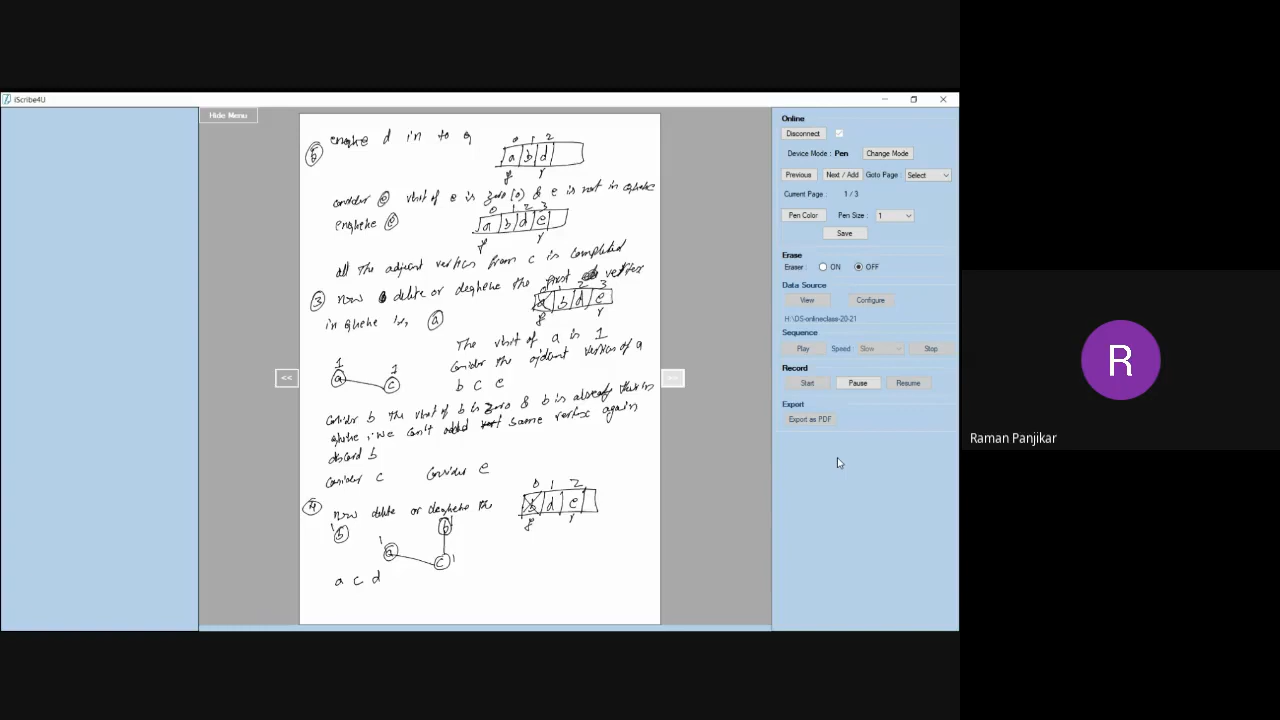 iScribe4U
Hide Menu
5 enqueue d in to q
0 1 2
a b d
f r
consider e visit of e is zero (0) & e is not in queue
0 1 2 3
enqueue e
a b d e
f r
all the adjacent vertices from c is completed
3 now delete or dequeue the first vertex
2 3
in queue is, a
a b d e
f r
The visit of a is 1
1 1
a c
consider the adjacent vertices of a
b c e
consider b the visit of b is zero & b is already there in
queue, we can't add same vertex again
discard b
consider c consider e
0 1 2
4 now delete or dequeue the
b d e
f r
1 b
b
1 a c 1
a c d
<<
>>
Online
Disconnect
Device Mode : Pen
Change Mode
Previous
Next / Add
Goto Page :
Select
Current Page : 1 / 3
Pen Color
Pen Size :
1
Save
Erase
Eraser :
ON
OFF
Data Source
View
Configure
H:\DS-onlineclass-20-21
Sequence
Play
Speed
Slow
Stop
Record
Start
Pause
Resume
Export
Export as PDF
R
Raman Panjikar